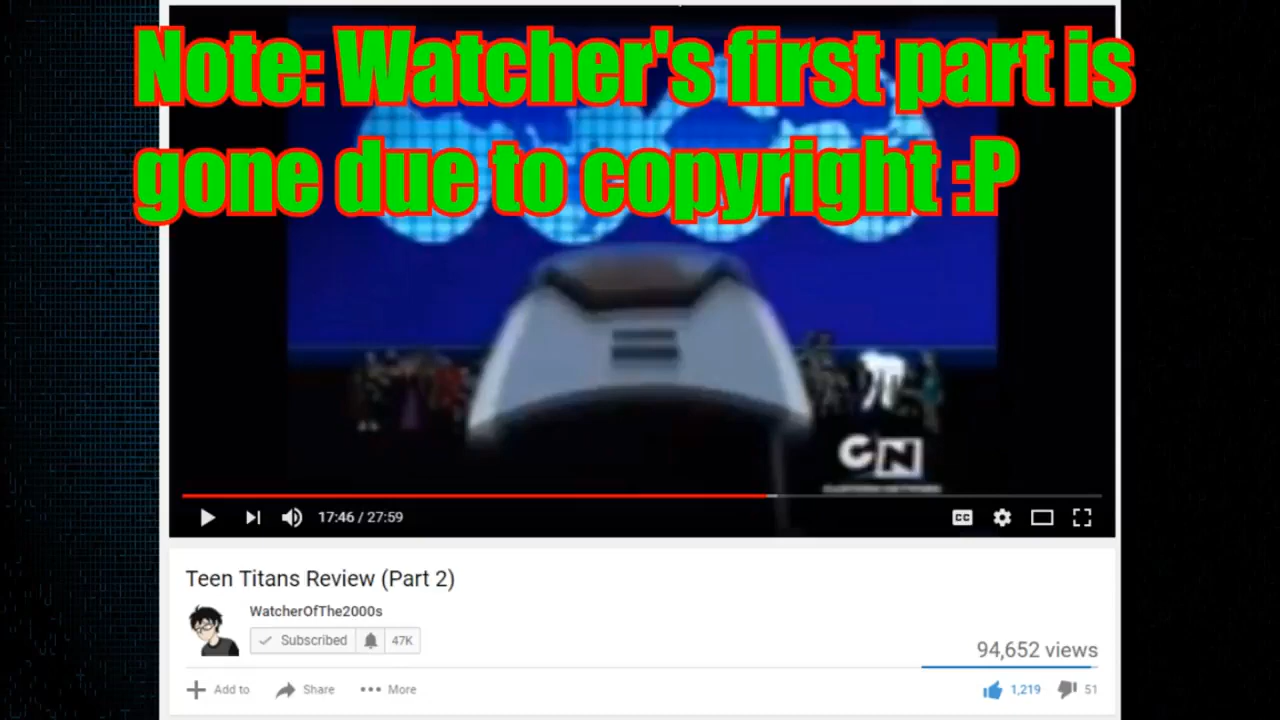 Note: Watcher's first part is
gone due to copyright :P
CN
17:46 / 27:59
CC
Teen Titans Review (Part 2)
WatcherOfThe2000s
Subscribed 47K
94,652 views
Add to Share More
1,219 51